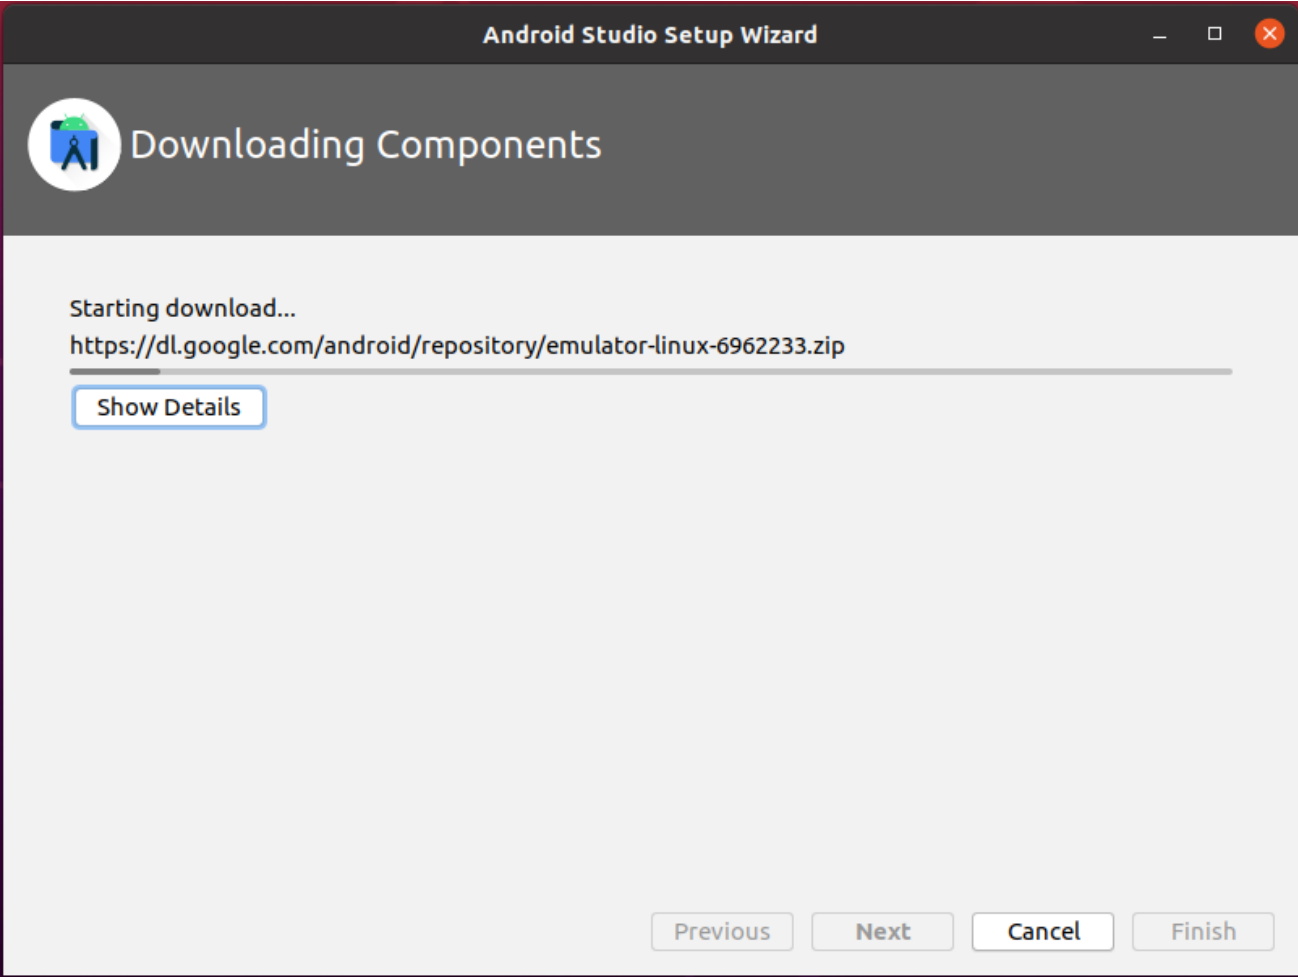 Android Studio Setup Wizard
Downloading Components
Starting download...
https://dl.google.com/android/repository/emulator-linux-6962233.zip
Show Details
Previous Next Cancel Finish